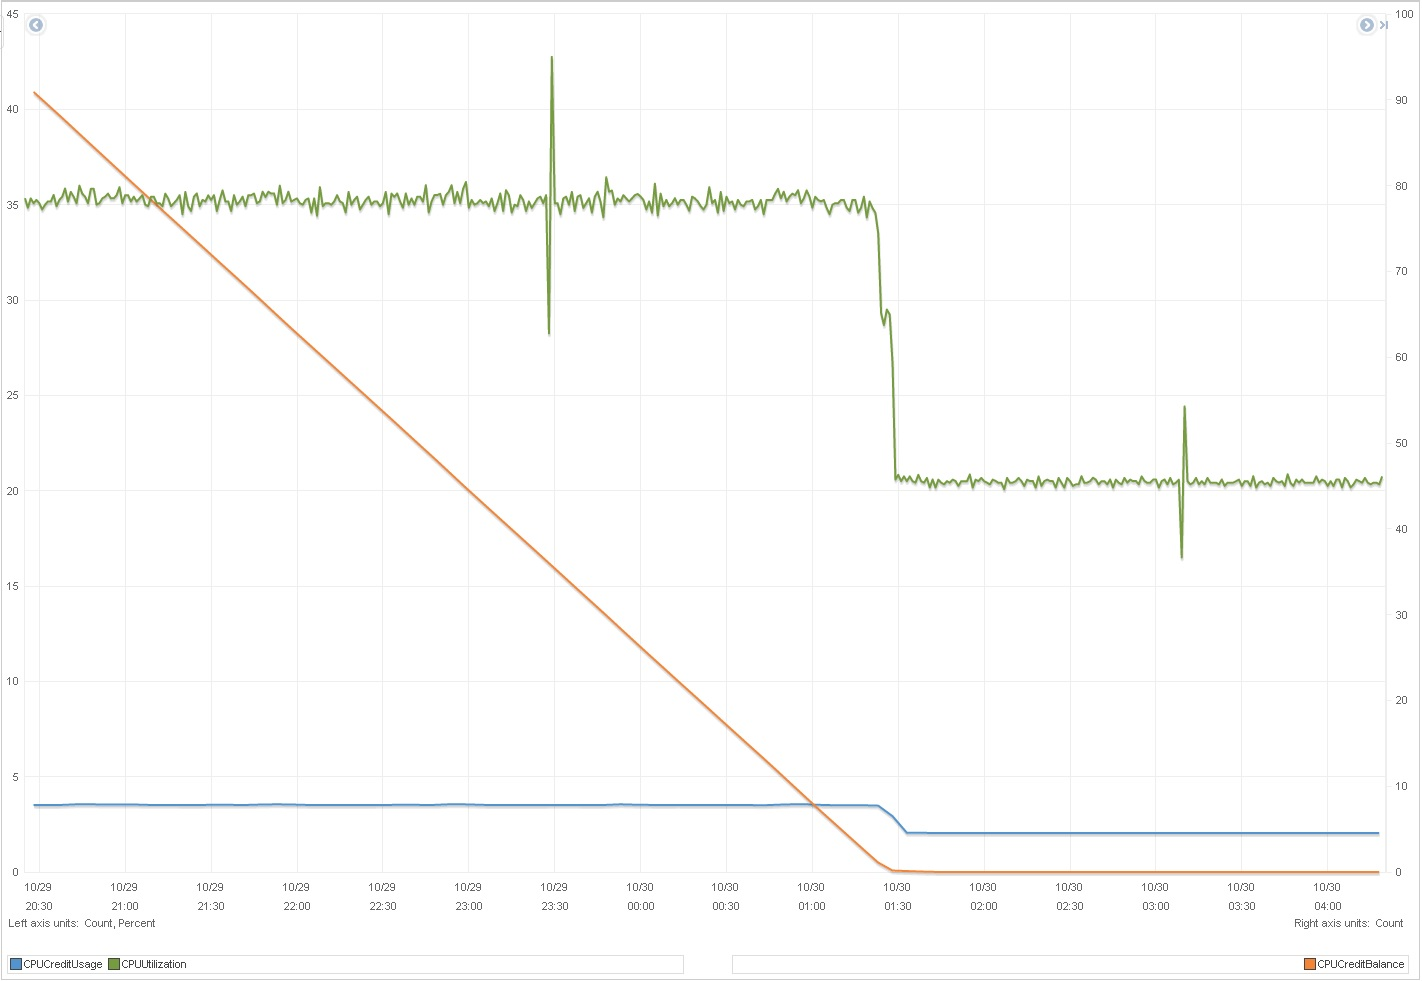 45 100
40 90
35 80
30 70
25 60
20 50
15 40
10 30
5 20
0 10
0
10/29 10/29 10/29 10/29 10/29 10/29 10/29 10/30 10/30 10/30 10/30 10/30 10/30 10/30 10/30 10/30
20:30 21:00 21:30 22:00 22:30 23:00 23:30 00:00 00:30 01:00 01:30 02:00 02:30 03:00 03:30 04:00
Left axis units: Count, Percent Right axis units: Count
CPUCreditUsage CPUUtilization CPUCreditBalance